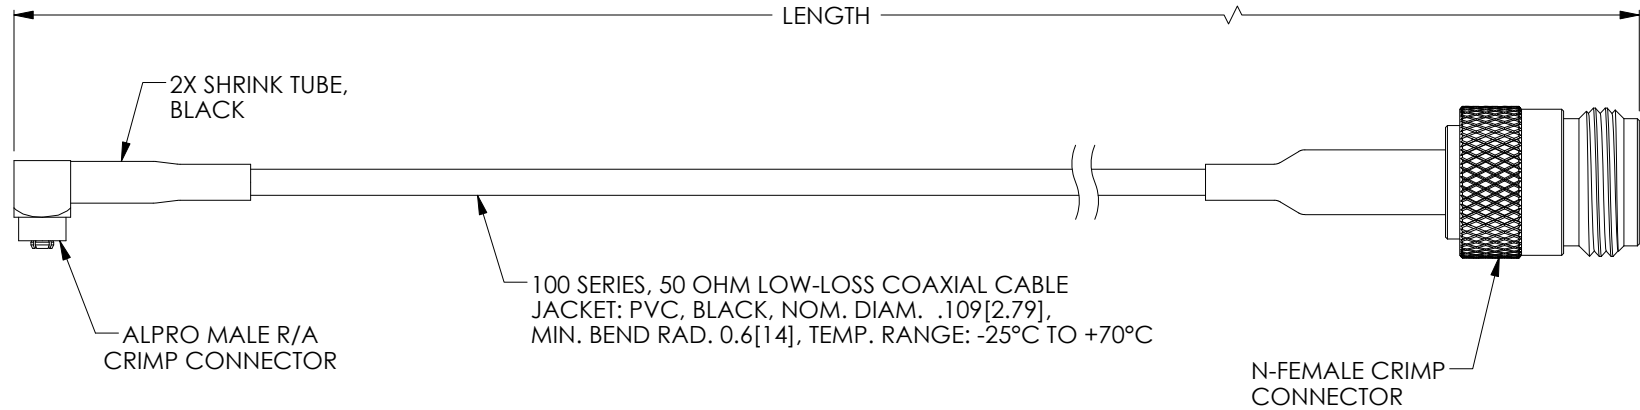 LENGTH
2X SHRINK TUBE,
BLACK
100 SERIES, 50 OHM LOW-LOSS COAXIAL CABLE
JACKET: PVC, BLACK, NOM. DIAM. .109[2.79],
MIN. BEND RAD. 0.6[14], TEMP. RANGE: -25°C TO +70°C
ALPRO MALE R/A
CRIMP CONNECTOR
N-FEMALE CRIMP
CONNECTOR